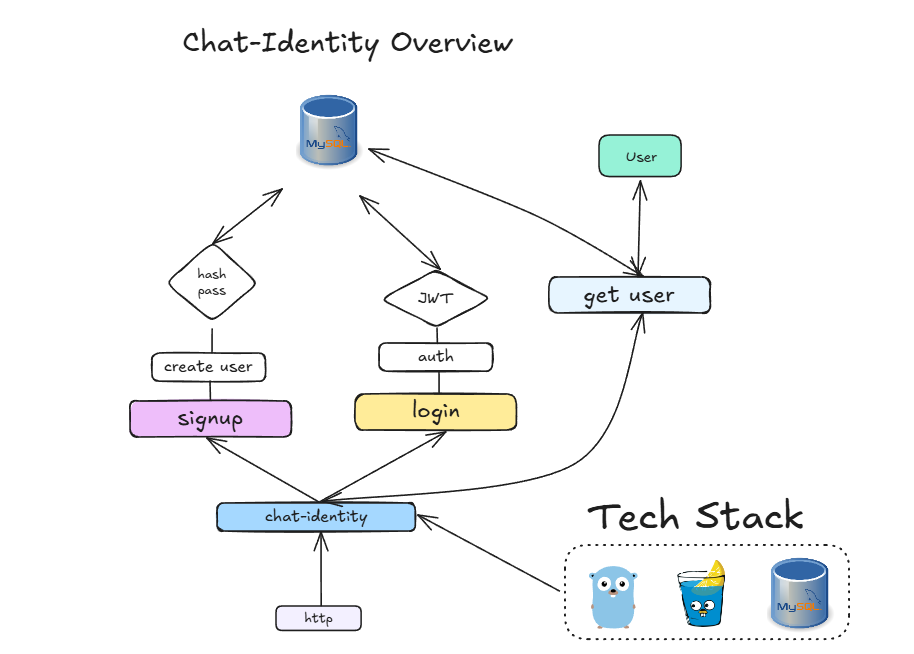 Chat-Identity Overview
MySQL
User
hash
pass
JWT
get user
create user
auth
signup
login
chat-identity
Tech Stack
MySQL
http